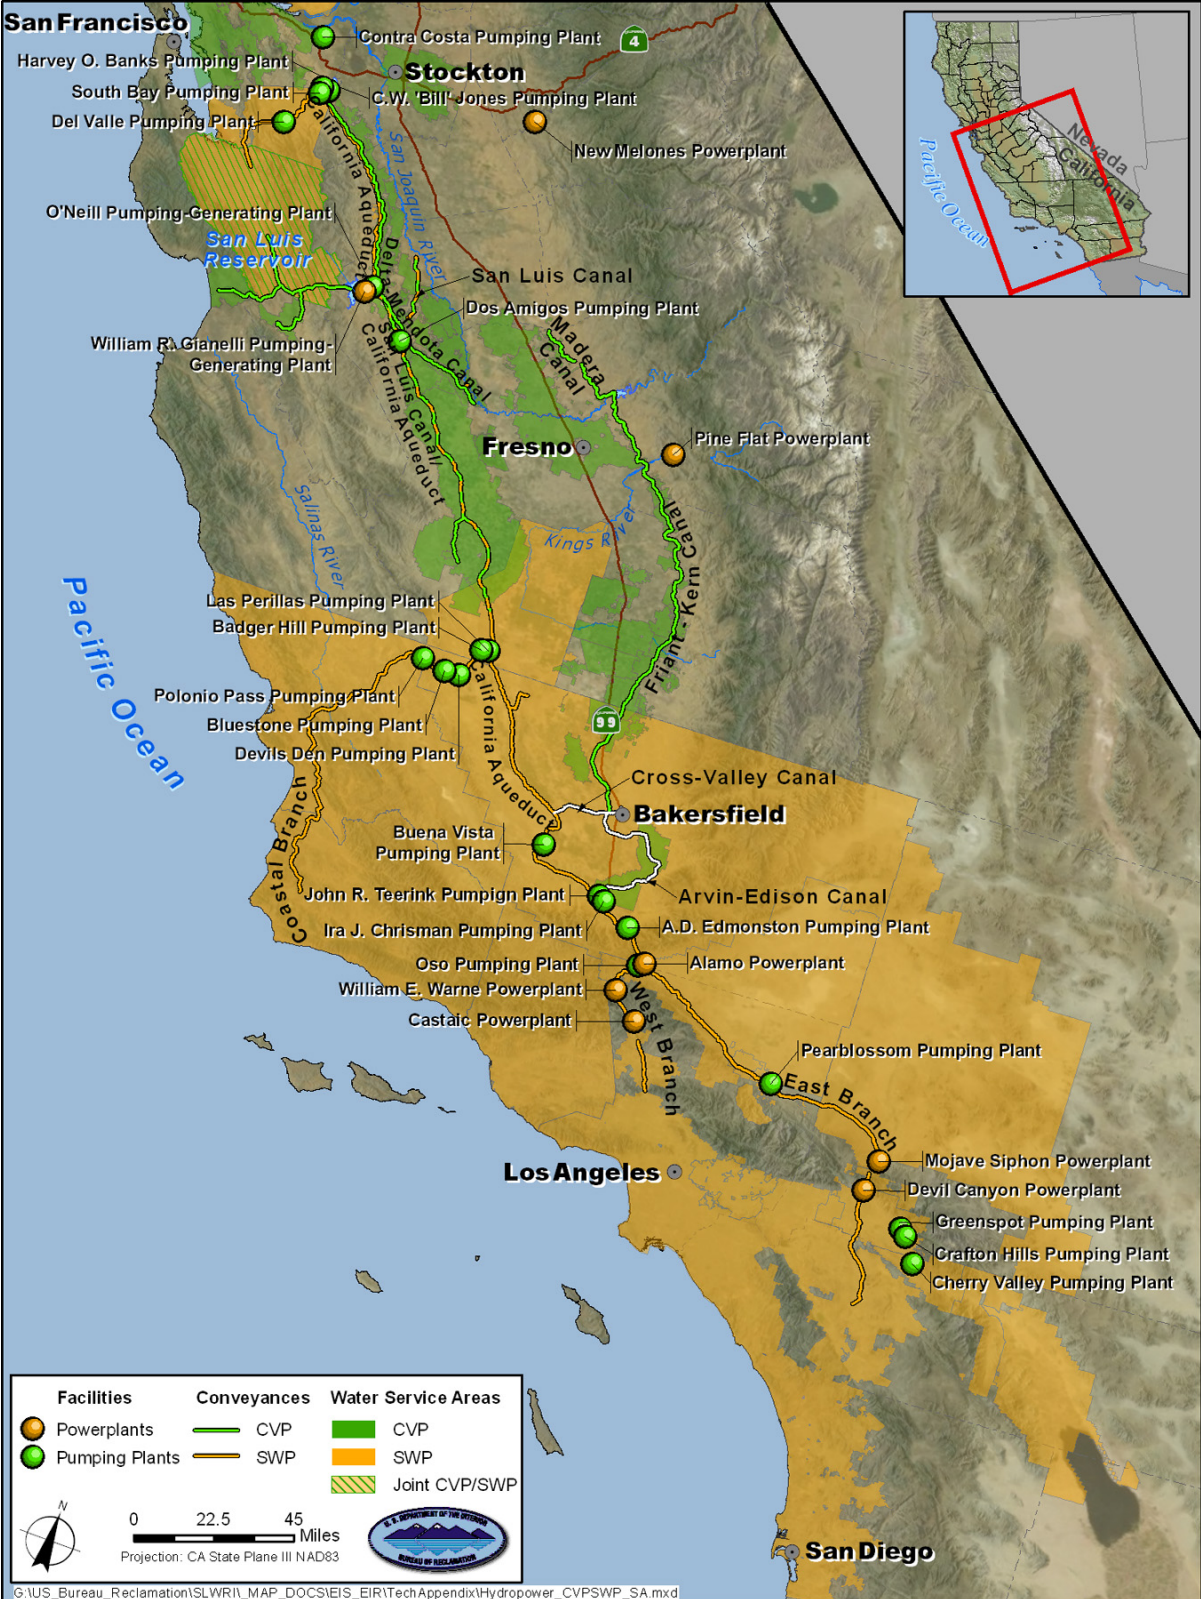 San Francisco
Contra Costa Pumping Plant
4
Harvey O. Banks Pumping Plant
Stockton
South Bay Pumping Plant
C.W. 'Bill' Jones Pumping Plant
Del Valle Pumping Plant
New Melones Powerplant
California Aqueduct
San Joaquin River
O'Neill Pumping-Generating Plant
San Luis
Reservoir
Delta-Mendota Canal
San Luis Canal
Dos Amigos Pumping Plant
William R. Gianelli Pumping-
Generating Plant
San Luis Canal/
California Aqueduct
Madera
Canal
Fresno
Pine Flat Powerplant
Salinas River
Kings River
Friant - Kern Canal
Pacific Ocean
Las Perillas Pumping Plant
Badger Hill Pumping Plant
Polonio Pass Pumping Plant
Bluestone Pumping Plant
Devils Den Pumping Plant
California Aqueduct
99
Cross-Valley Canal
Bakersfield
Coastal Branch
Buena Vista
Pumping Plant
John R. Teerink Pumpign Plant
Arvin-Edison Canal
Ira J. Chrisman Pumping Plant
A.D. Edmonston Pumping Plant
Oso Pumping Plant
Alamo Powerplant
William E. Warne Powerplant
Castaic Powerplant
West Branch
Pearblossom Pumping Plant
East Branch
Los Angeles
Mojave Siphon Powerplant
Devil Canyon Powerplant
Greenspot Pumping Plant
Crafton Hills Pumping Plant
Cherry Valley Pumping Plant
San Diego
Nevada
California
Pacific Ocean
Facilities
Powerplants
Pumping Plants
Conveyances
CVP
SWP
Water Service Areas
CVP
SWP
Joint CVP/SWP
N
0 22.5 45
Miles
Projection: CA State Plane III NAD83
U. S. DEPARTMENT OF THE INTERIOR
BUREAU OF RECLAMATION
G:\US_Bureau_Reclamation\SLWRI\_MAP_DOCS\EIS_EIR\TechAppendix\Hydropower_CVPSWP_SA.mxd